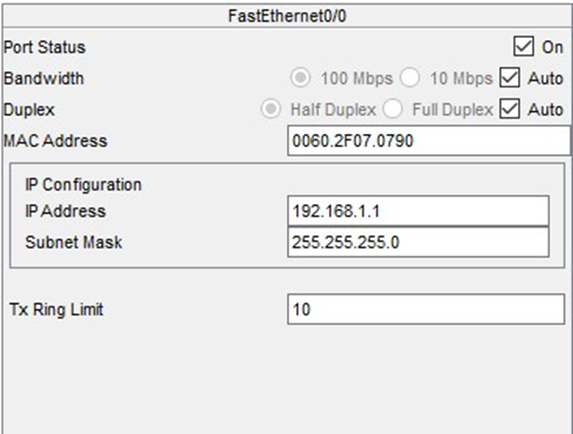 FastEthernet0/0
Port Status On
Bandwidth 100 Mbps 10 Mbps Auto
Duplex Half Duplex Full Duplex Auto
MAC Address 0060.2F07.0790
IP Configuration
IP Address 192.168.1.1
Subnet Mask 255.255.255.0
Tx Ring Limit 10